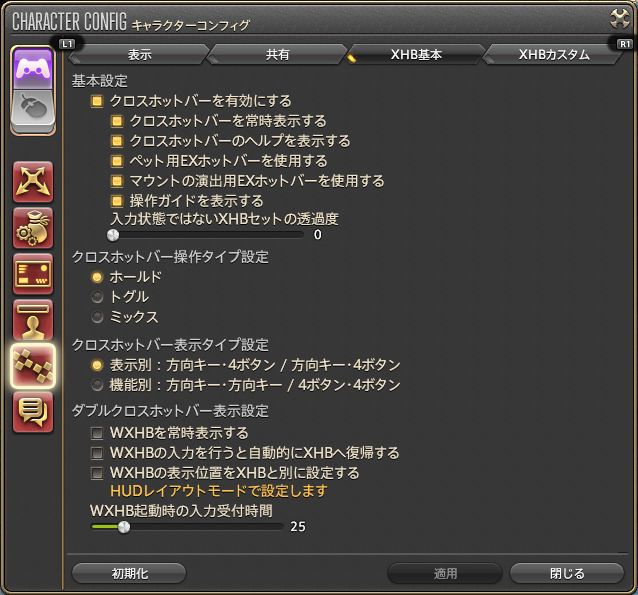 CHARACTER CONFIG キャラクターコンフィグ
L1 表示 共有 XHB基本 XHBカスタム R1
基本設定
クロスホットバーを有効にする
クロスホットバーを常時表示する
クロスホットバーのヘルプを表示する
ペット用EXホットバーを使用する
マウントの演出用EXホットバーを使用する
操作ガイドを表示する
入力状態ではないXHBセットの透過度
0
クロスホットバー操作タイプ設定
ホールド
トグル
ミックス
クロスホットバー表示タイプ設定
表示別：方向キー・4ボタン / 方向キー・4ボタン
機能別：方向キー・方向キー / 4ボタン・4ボタン
ダブルクロスホットバー表示設定
WXHBを常時表示する
WXHBの入力を行うと自動的にXHBへ復帰する
WXHBの表示位置をXHBと別に設定する
HUDレイアウトモードで設定します
WXHB起動時の入力受付時間
25
初期化 適用 閉じる